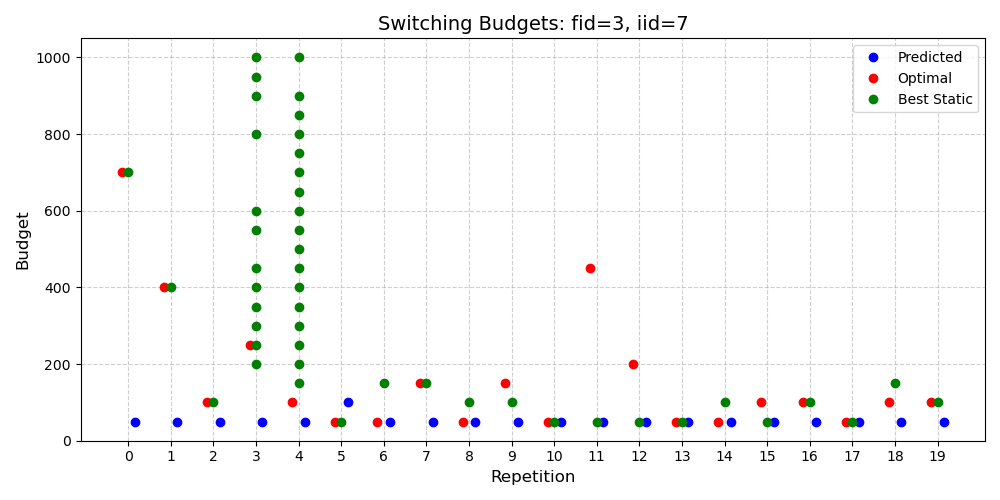 Switching Budgets: fid=3, iid=7
Budget
1000
800
600
400
200
0
Predicted
Optimal
Best Static
0 1 2 3 4 5 6 7 8 9 10 11 12 13 14 15 16 17 18 19
Repetition